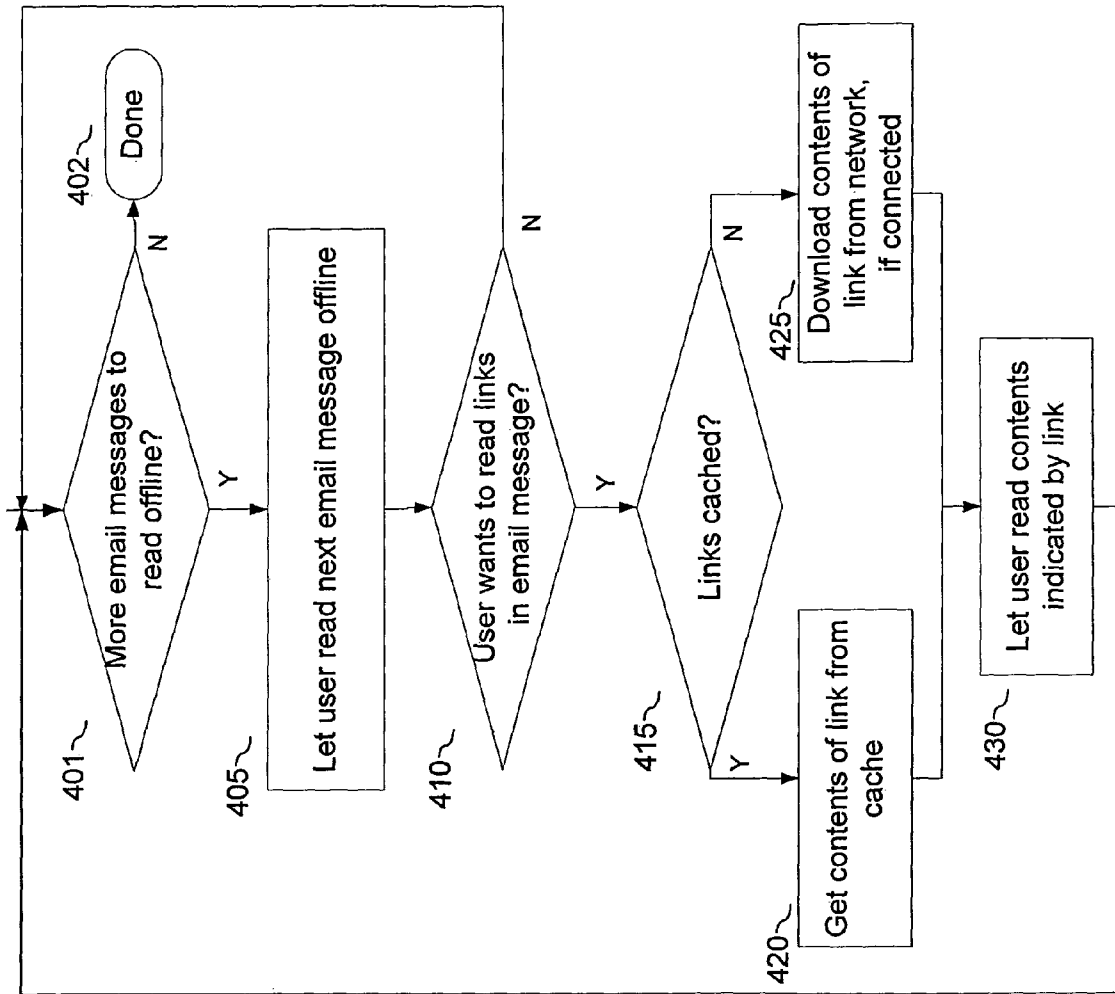 401
More email messages to
read offline?
N
402
Done
Y
405
Let user read next email message offline
410
User wants to read links
in email message?
N
Y
415
Links cached?
Y
N
420
Get contents of link from
cache
425
Download contents of
link from network,
if connected
430
Let user read contents
indicated by link